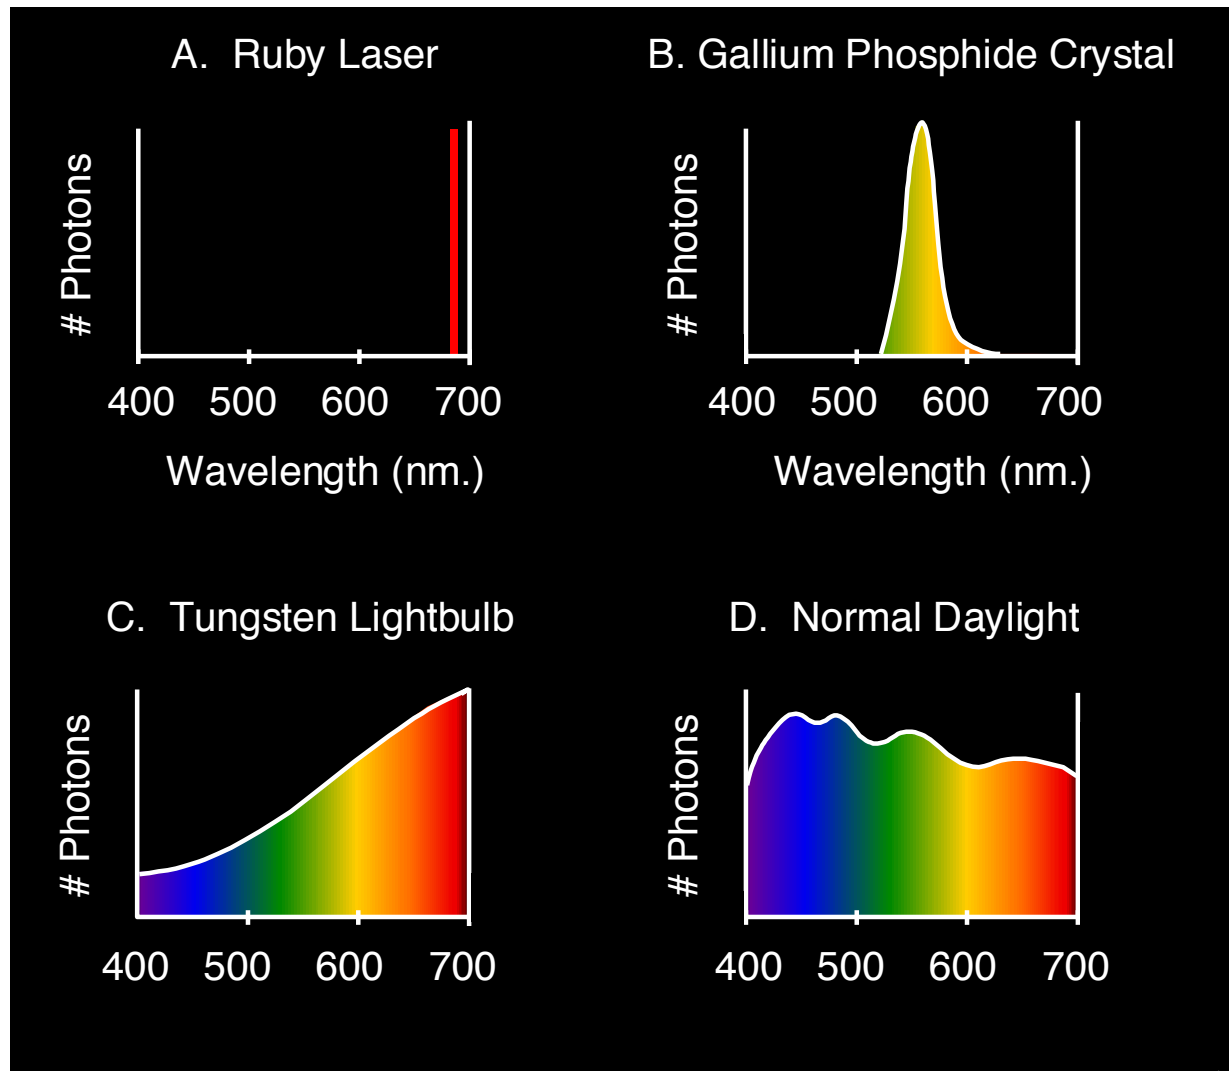 A. Ruby Laser
# Photons
400 500 600 700
Wavelength (nm.)
B. Gallium Phosphide Crystal
# Photons
400 500 600 700
Wavelength (nm.)
C. Tungsten Lightbulb
# Photons
400 500 600 700
D. Normal Daylight
# Photons
400 500 600 700